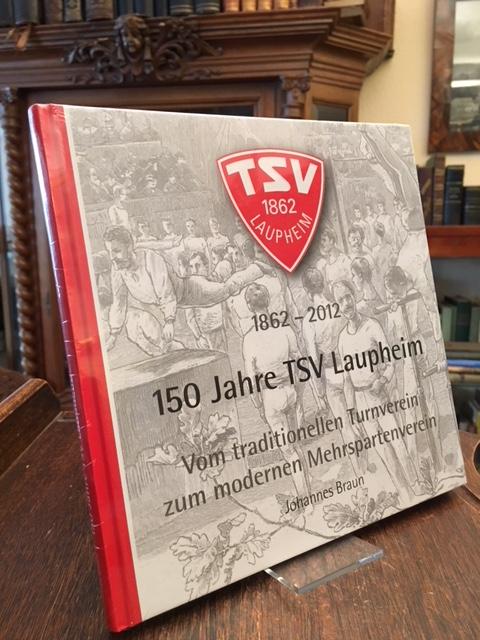 TSV
1862
LAUPHEIM
1862 – 2012
150 Jahre TSV Laupheim
Vom traditionellen Turnverein
zum modernen Mehrspartenverein
Johannes Braun